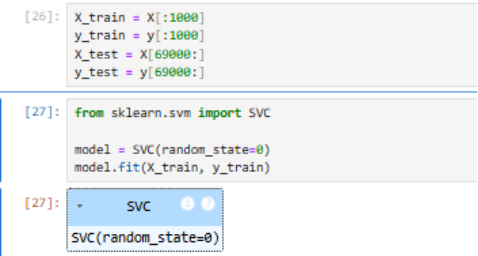 [26]: X_train = X[:1000]
y_train = y[:1000]
X_test = X[69000:]
y_test = y[69000:]
[27]: from sklearn.svm import SVC
model = SVC(random_state=0)
model.fit(X_train, y_train)
[27]: ▾ SVC i ?
SVC(random_state=0)